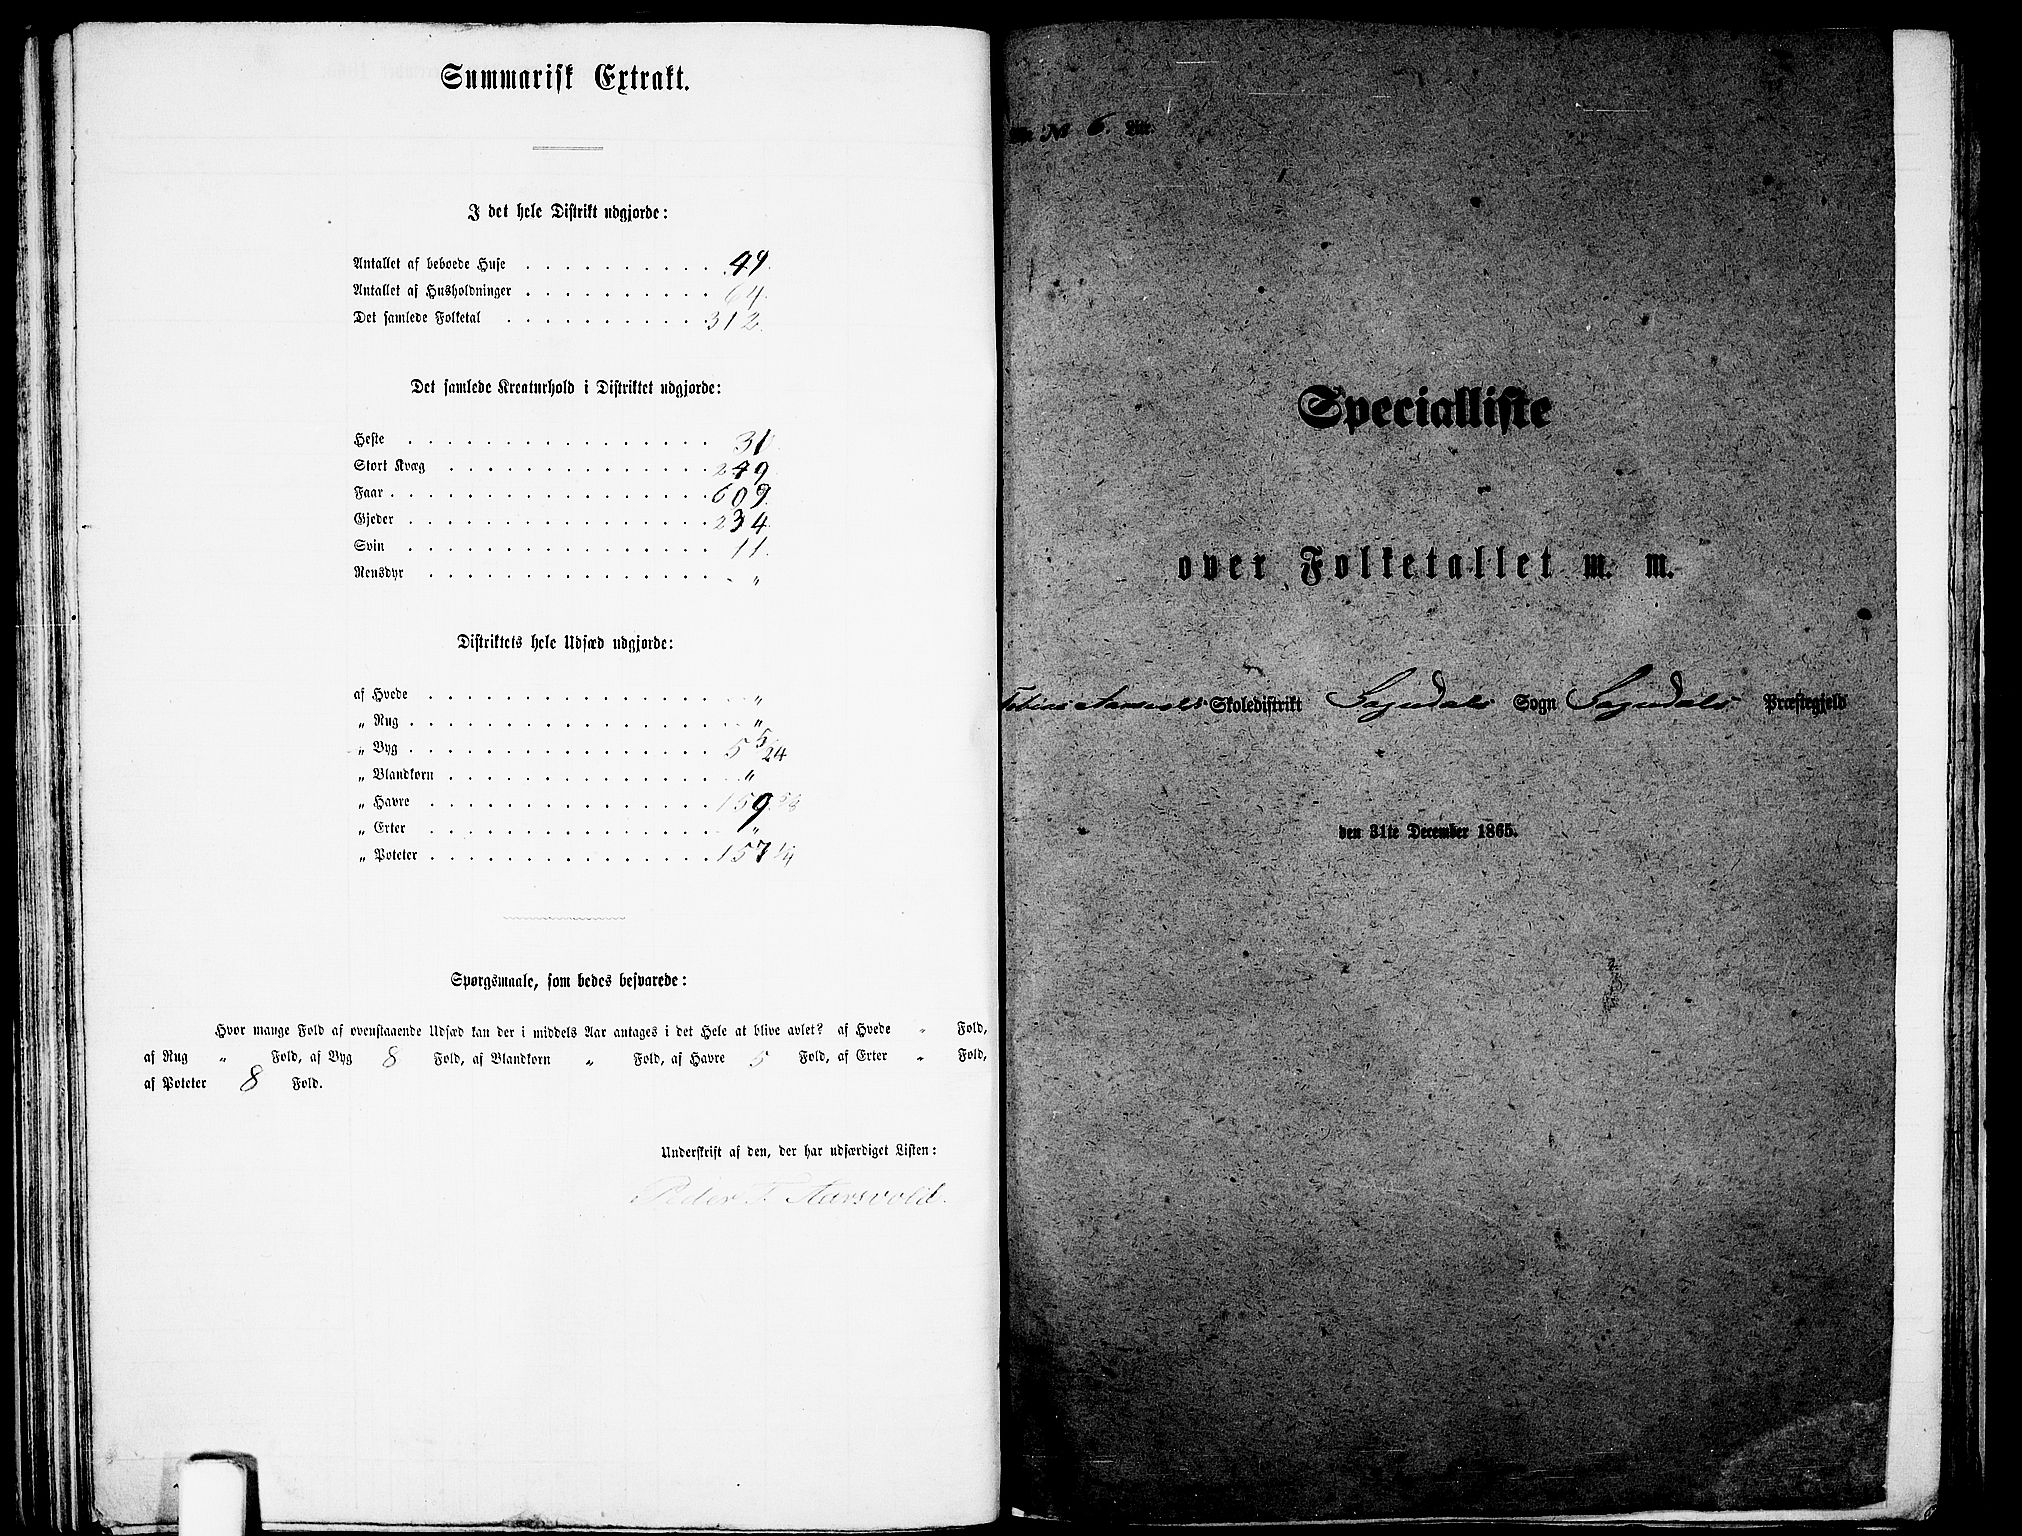 Summarisk Extrakt.
I det hele Distrikt udgjorde:
Antallet af beboede Huse . . . . . . . . . . 49.
Antallet af Husholdninger . . . . . . . . . . 64.
Det samlede Folketal . . . . . . . . . . . 312.
Det samlede Kreaturhold i Distriktet udgjorde:
Heste . . . . . . . . . . . . . . . . 31.
Stort Kvæg . . . . . . . . . . . . . . 249.
Faar . . . . . . . . . . . . . . . . . 609.
Gjeder . . . . . . . . . . . . . . . . 234.
Svin . . . . . . . . . . . . . . . . 11.
Rensdyr . . . . . . . . . . . . . . . „
Distriktets hele Udsæd udgjorde:
af Hvede . . . . . . . . . . . . . . . „
„ Rug . . . . . . . . . . . . . . . . „
„ Byg . . . . . . . . . . . . . . . . 5 5/24
„ Blandkorn . . . . . . . . . . . . . . „
„ Havre . . . . . . . . . . . . . . . 159
„ Erter . . . . . . . . . . . . . . . „
„ Poteter . . . . . . . . . . . . . . . 157 1/4
Spørgsmaale, som bedes besvarede:
Hvor mange Fold af ovenstaaende Udsæd kan der i middels Aar antages i det Hele at blive avlet? af Hvede „ Fold,
af Rug „ Fold, af Byg 8 Fold, af Blandkorn „ Fold, af Havre 5 Fold, af Erter „ Fold,
af Poteter 8 Fold.
Underskrift af den, der har udfærdiget Listen:
Peder T. Aarsvold.
No 6. Litr.
Specialliste
over Folketallet m. m.
Skoledistrikt Sogndals Sogn Sogndals Præstegjeld
den 31te December 1865.